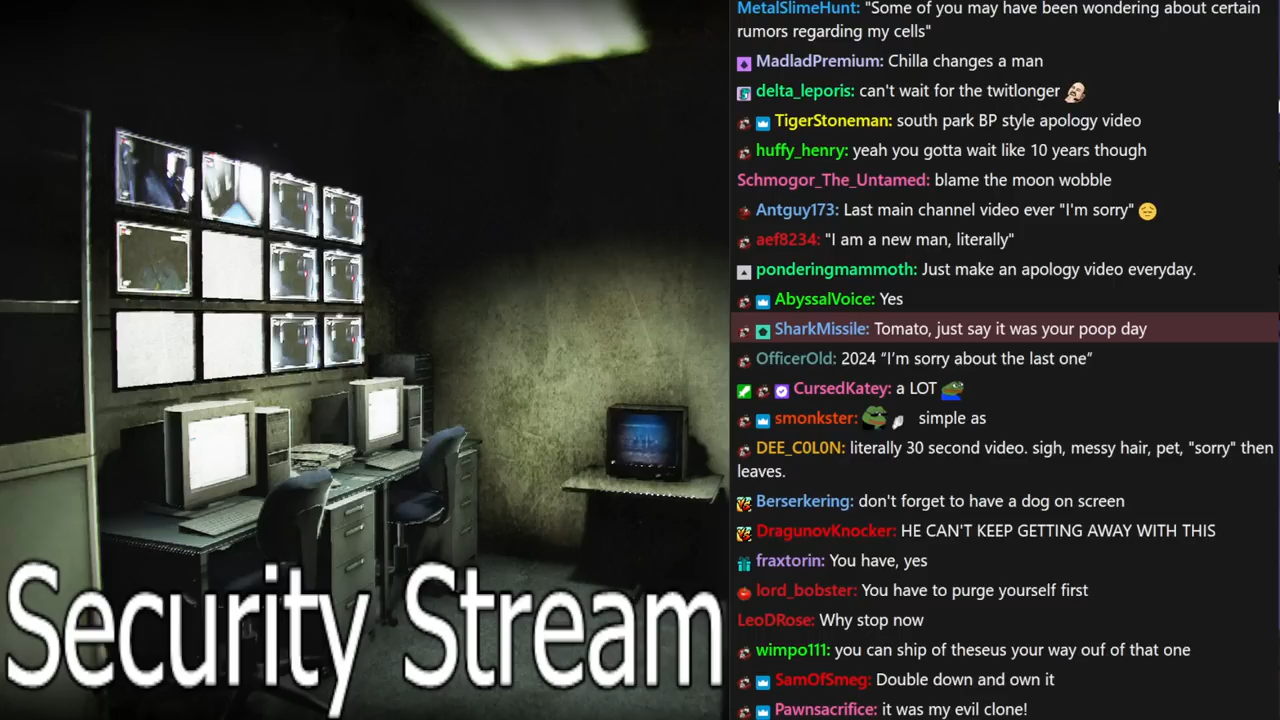 MetalSlimeHunt: "Some of you may have been wondering about certain
rumors regarding my cells"
MadladPremium: Chilla changes a man
delta_leporis: can't wait for the twitlonger
TigerStoneman: south park BP style apology video
huffy_henry: yeah you gotta wait like 10 years though
Schmogor_The_Untamed: blame the moon wobble
Antguy173: Last main channel video ever "I'm sorry"
aef8234: "I am a new man, literally"
ponderingmammoth: Just make an apology video everyday.
AbyssalVoice: Yes
SharkMissile: Tomato, just say it was your poop day
OfficerOld: 2024 “I’m sorry about the last one”
CursedKatey: a LOT
smonkster: simple as
DEE_C0L0N: literally 30 second video. sigh, messy hair, pet, "sorry" then
leaves.
Berserkering: don't forget to have a dog on screen
DragunovKnocker: HE CAN'T KEEP GETTING AWAY WITH THIS
fraxtorin: You have, yes
lord_bobster: You have to purge yourself first
LeoDRose: Why stop now
wimpo111: you can ship of theseus your way ouf of that one
SamOfSmeg: Double down and own it
Pawnsacrifice: it was my evil clone!
Security Stream